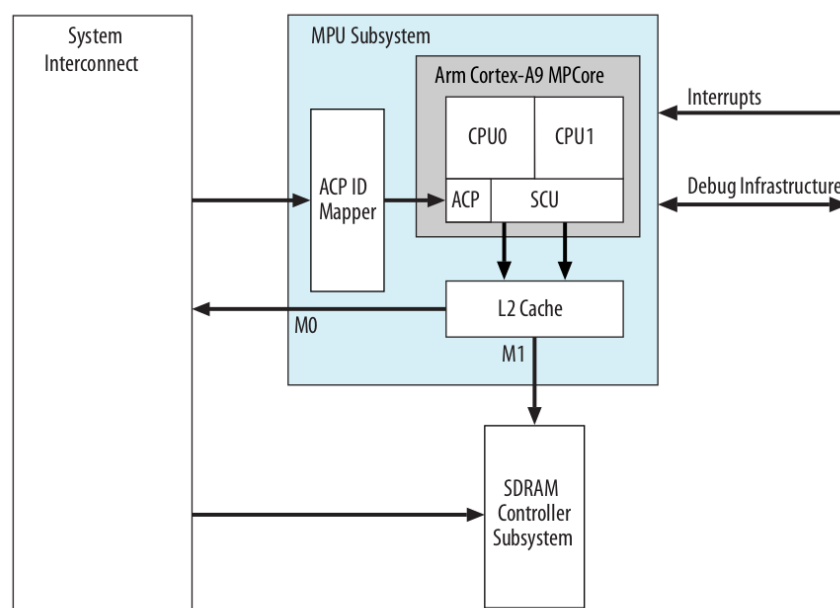 System
Interconnect
MPU Subsystem
Arm Cortex-A9 MPCore
CPU0
CPU1
ACP ID
Mapper
ACP
SCU
Interrupts
Debug Infrastructure
L2 Cache
M0
M1
SDRAM
Controller
Subsystem